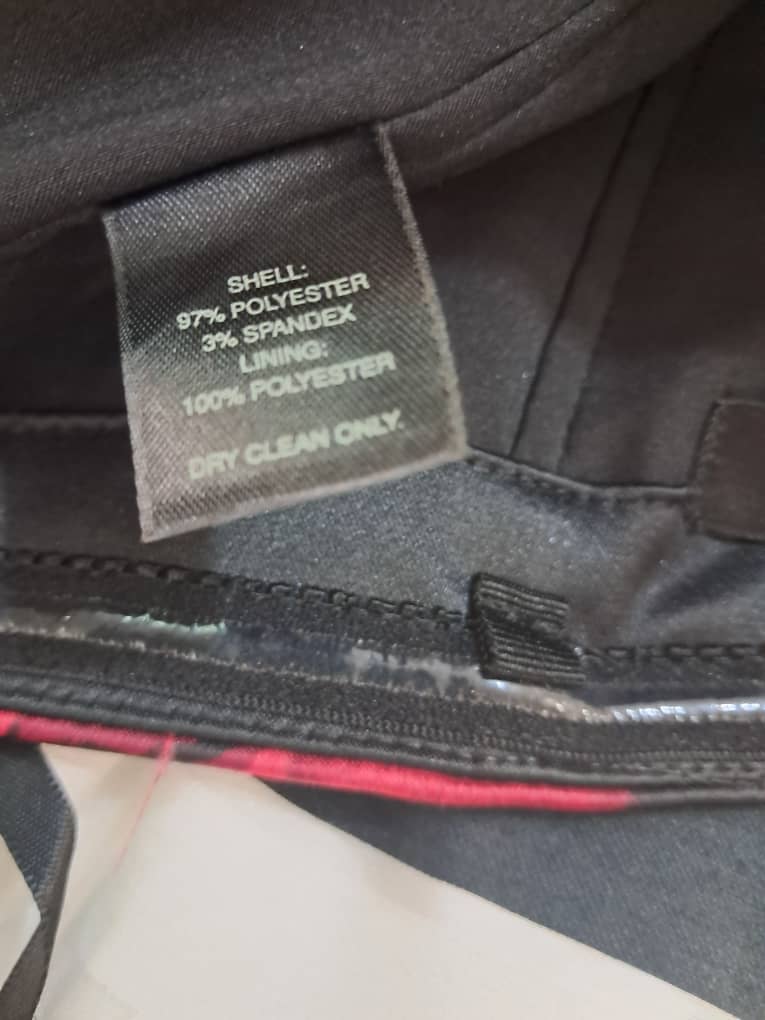 SHELL:
97% POLYESTER
3% SPANDEX
LINING:
100% POLYESTER
DRY CLEAN ONLY.